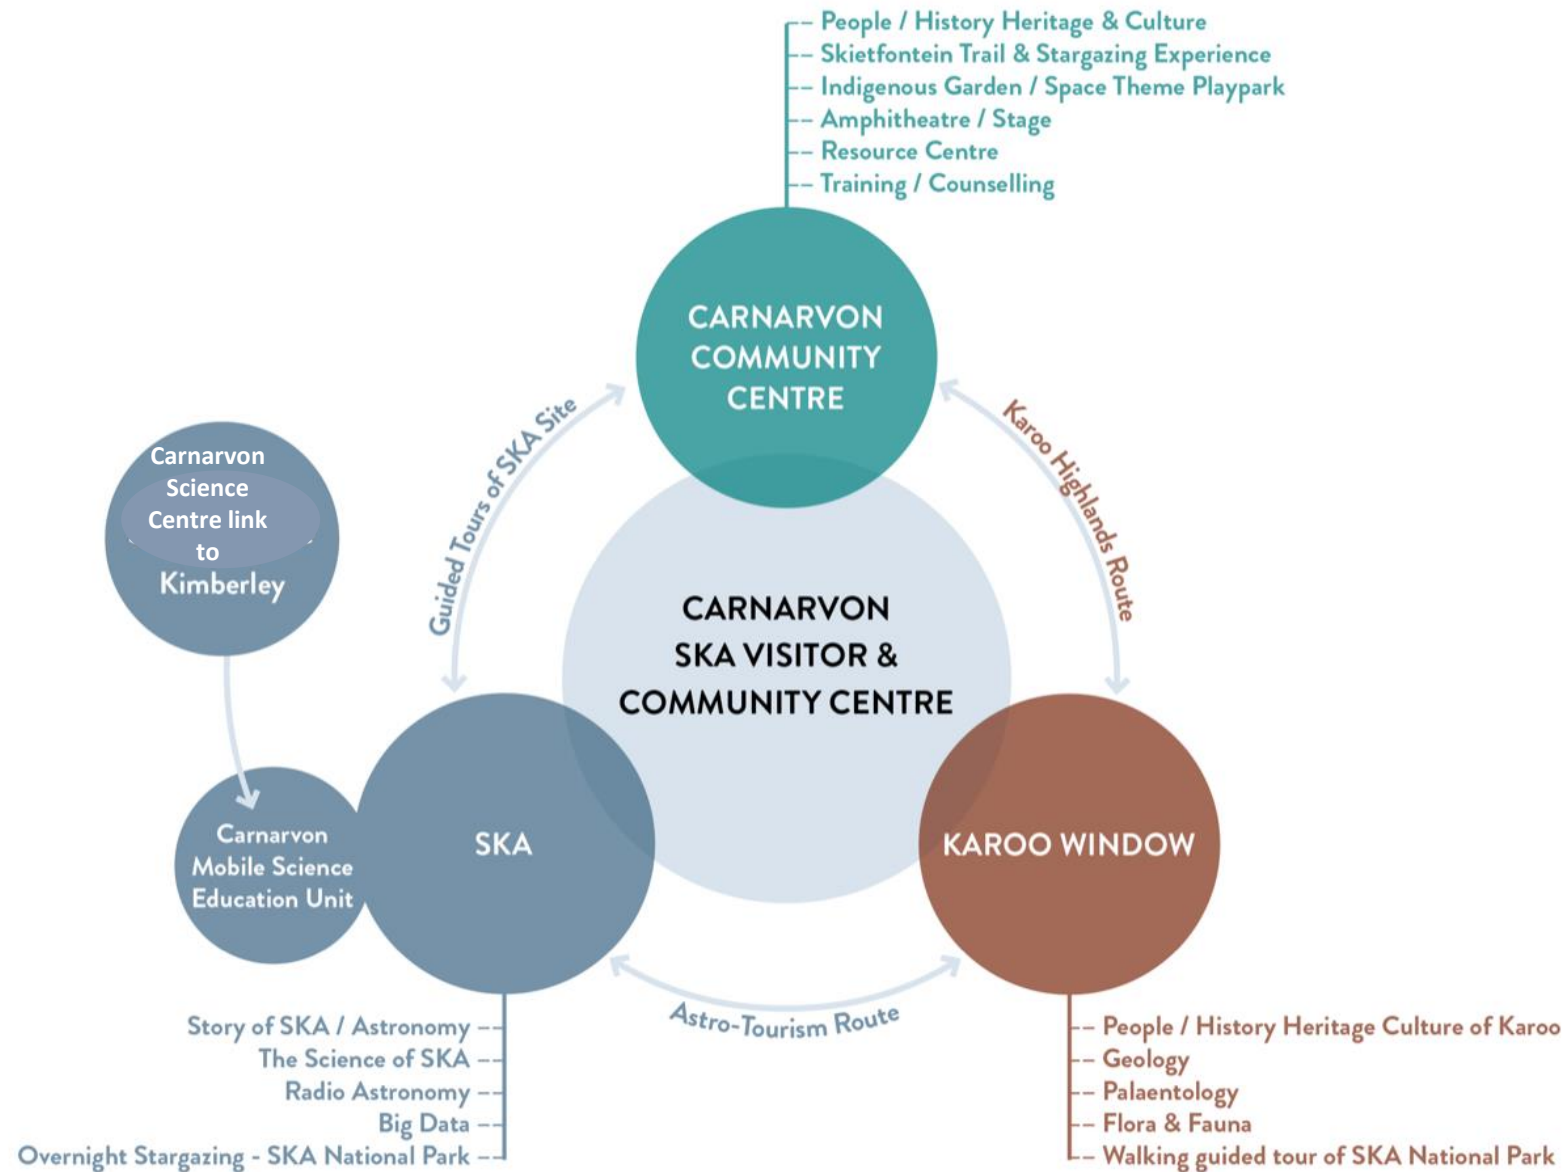 People / History Heritage & Culture
Skietfontein Trail & Stargazing Experience
Indigenous Garden / Space Theme Playpark
Amphitheatre / Stage
Resource Centre
Training / Counselling
CARNARVON
COMMUNITY
CENTRE
Guided Tours of SKA Site
Karoo Highlands Route
Carnarvon
Science
Centre link
to
Kimberley
CARNARVON
SKA VISITOR &
COMMUNITY CENTRE
Carnarvon
Mobile Science
Education Unit
SKA
KAROO WINDOW
Astro-Tourism Route
Story of SKA / Astronomy
The Science of SKA
Radio Astronomy
Big Data
Overnight Stargazing - SKA National Park
People / History Heritage Culture of Karoo
Geology
Palaentology
Flora & Fauna
Walking guided tour of SKA National Park